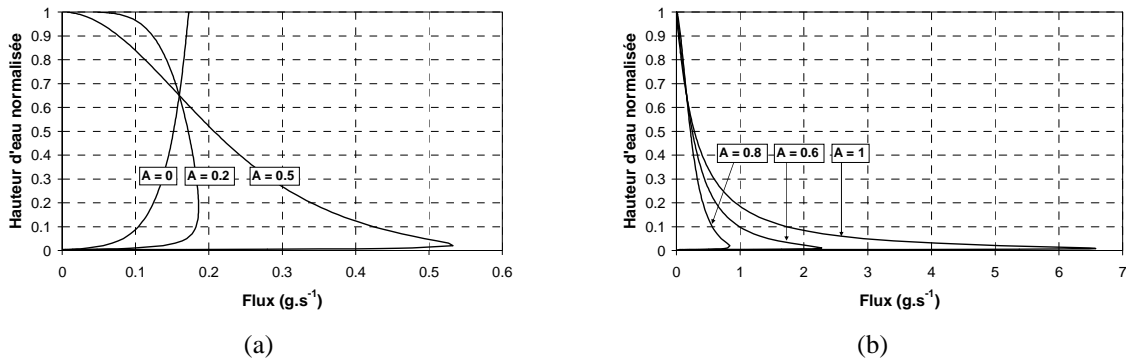 Hauteur d'eau normalisée
1
0.9
0.8
0.7
0.6
0.5
0.4
0.3
0.2
0.1
0
A = 0
A = 0.2
A = 0.5
0 0.1 0.2 0.3 0.4 0.5 0.6
Flux (g.s-1)
(a)
Hauteur d'eau normalisée
1
0.9
0.8
0.7
0.6
0.5
0.4
0.3
0.2
0.1
0
A = 0.8
A = 0.6
A = 1
0 1 2 3 4 5 6 7
Flux (g.s-1)
(b)